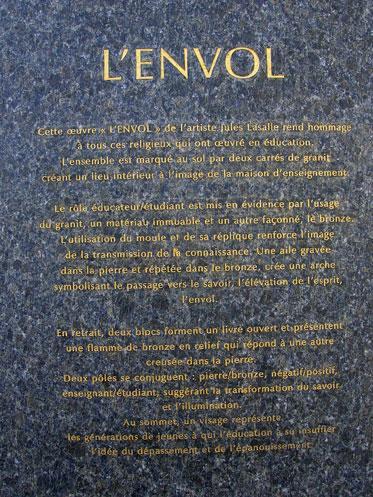 L'ENVOL
Cette œuvre « L'ENVOL » de l'artiste Jules Lasalle rend hommage
à tous ces religieux qui ont œuvré en éducation.
L'ensemble est marqué au sol par deux carrés de granit
créant un lieu intérieur à l'image de la maison d'enseignement.
Le rôle éducateur/étudiant est mis en évidence par l'usage
du granit, un matériau immuable et un autre façonné, le bronze.
L'utilisation du moule et de sa réplique renforce l'image
de la transmission de la connaissance. Une aile gravée
dans la pierre et répétée dans le bronze, crée une arche
symbolisant le passage vers le savoir, l'élévation de l'esprit,
l'envol.
En retrait, deux blocs forment un livre ouvert et présentent
une flamme de bronze en relief qui répond à une autre
creusée dans la pierre.
Deux pôles se conjuguent : pierre/bronze, négatif/positif,
enseignant/étudiant; suggérant la transformation du savoir
et l'illumination.
Au sommet, un visage représente
les générations de jeunes à qui l'éducation a su insuffler
l'idée du dépassement et de l'épanouissement.